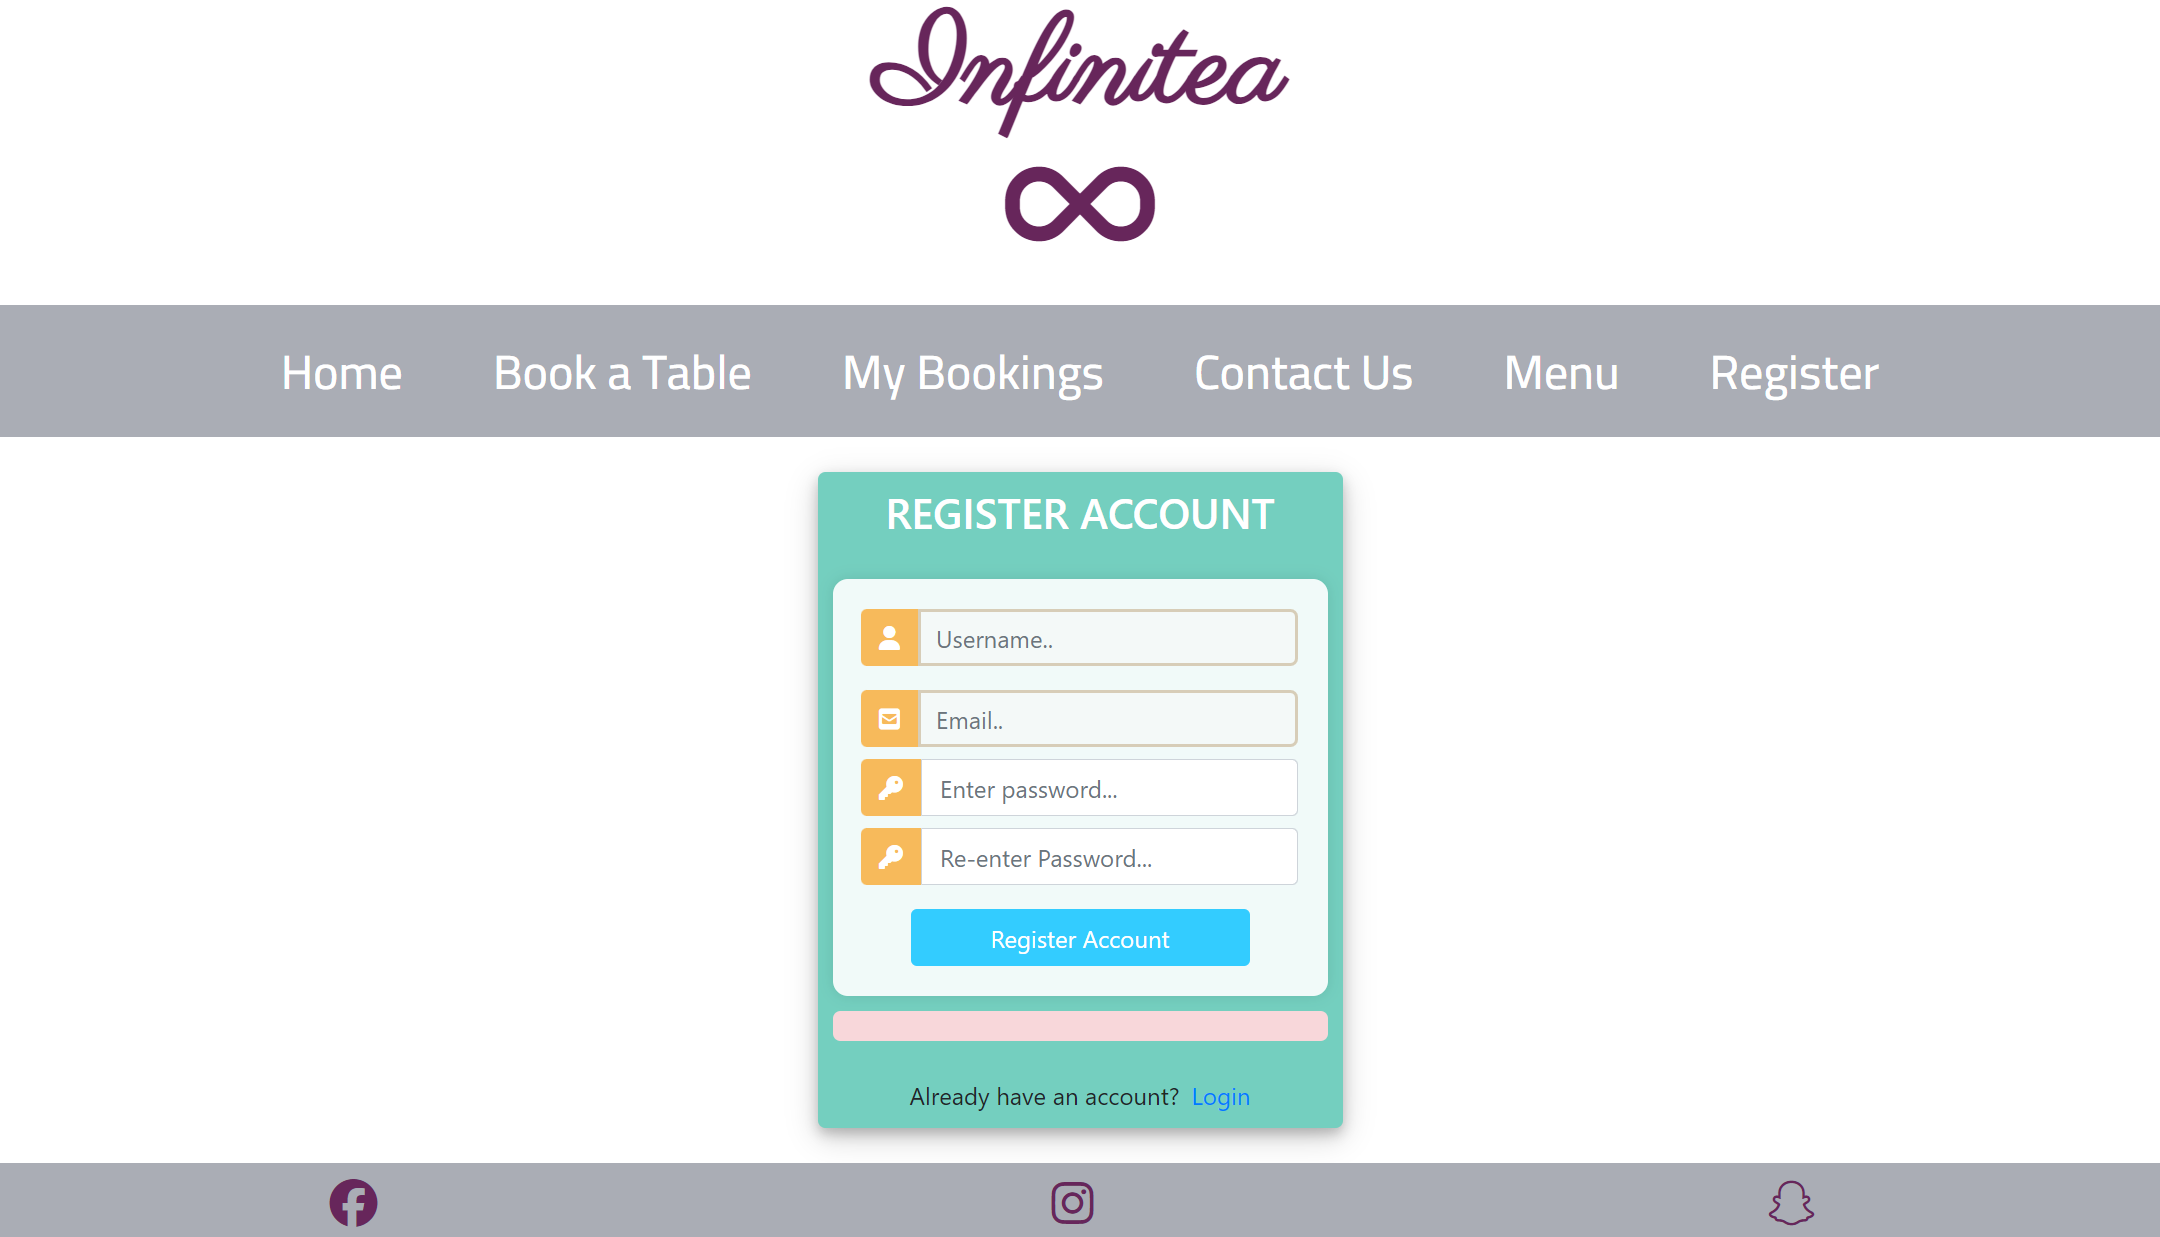 Infinitea
Home Book a Table My Bookings Contact Us Menu Register
REGISTER ACCOUNT
Username..
Email..
Enter password...
Re-enter Password...
Register Account
Already have an account? Login